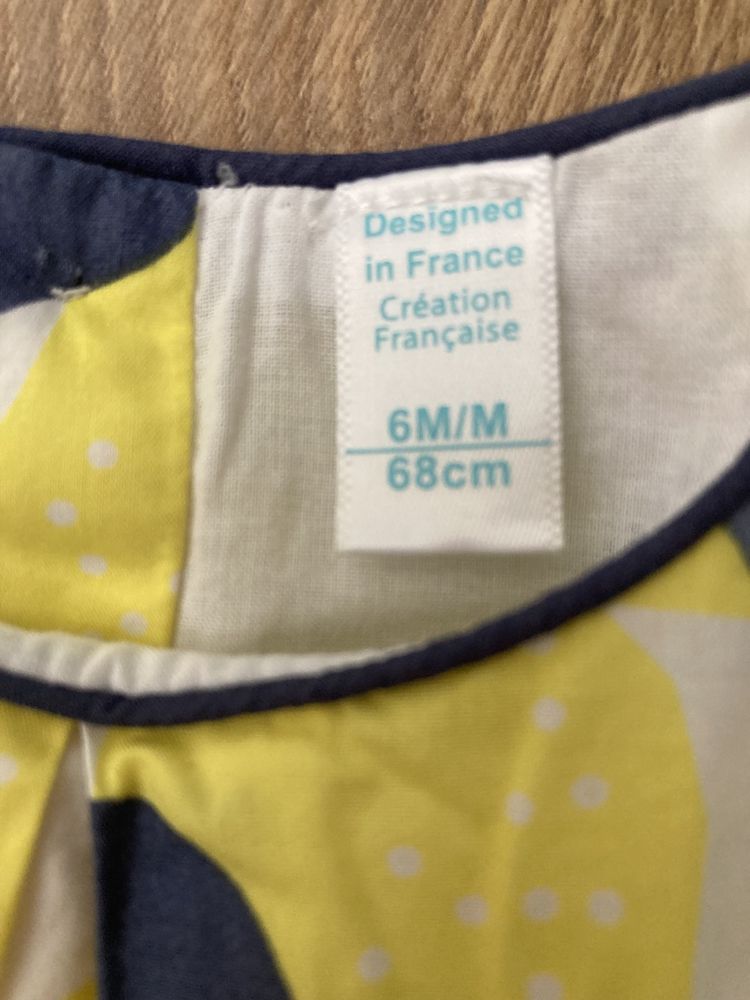 Designed
in France
Création
Française
6M/M
68cm